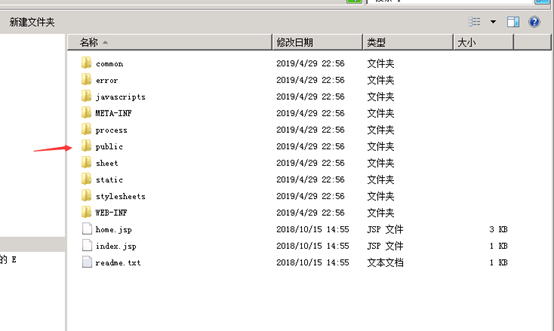 新建文件夹
名称 修改日期 类型 大小
common 2019/4/29 22:56 文件夹
error 2019/4/29 22:56 文件夹
javascripts 2019/4/29 22:56 文件夹
META-INF 2019/4/29 22:56 文件夹
process 2019/4/29 22:56 文件夹
public 2019/4/29 22:56 文件夹
sheet 2019/4/29 22:56 文件夹
static 2019/4/29 22:56 文件夹
stylesheets 2019/4/29 22:56 文件夹
WEB-INF 2019/4/29 22:56 文件夹
home.jsp 2018/10/15 14:55 JSP 文件 3 KB
index.jsp 2018/10/15 14:55 JSP 文件 1 KB
的 E
readme.txt 2018/10/15 14:55 文本文档 1 KB